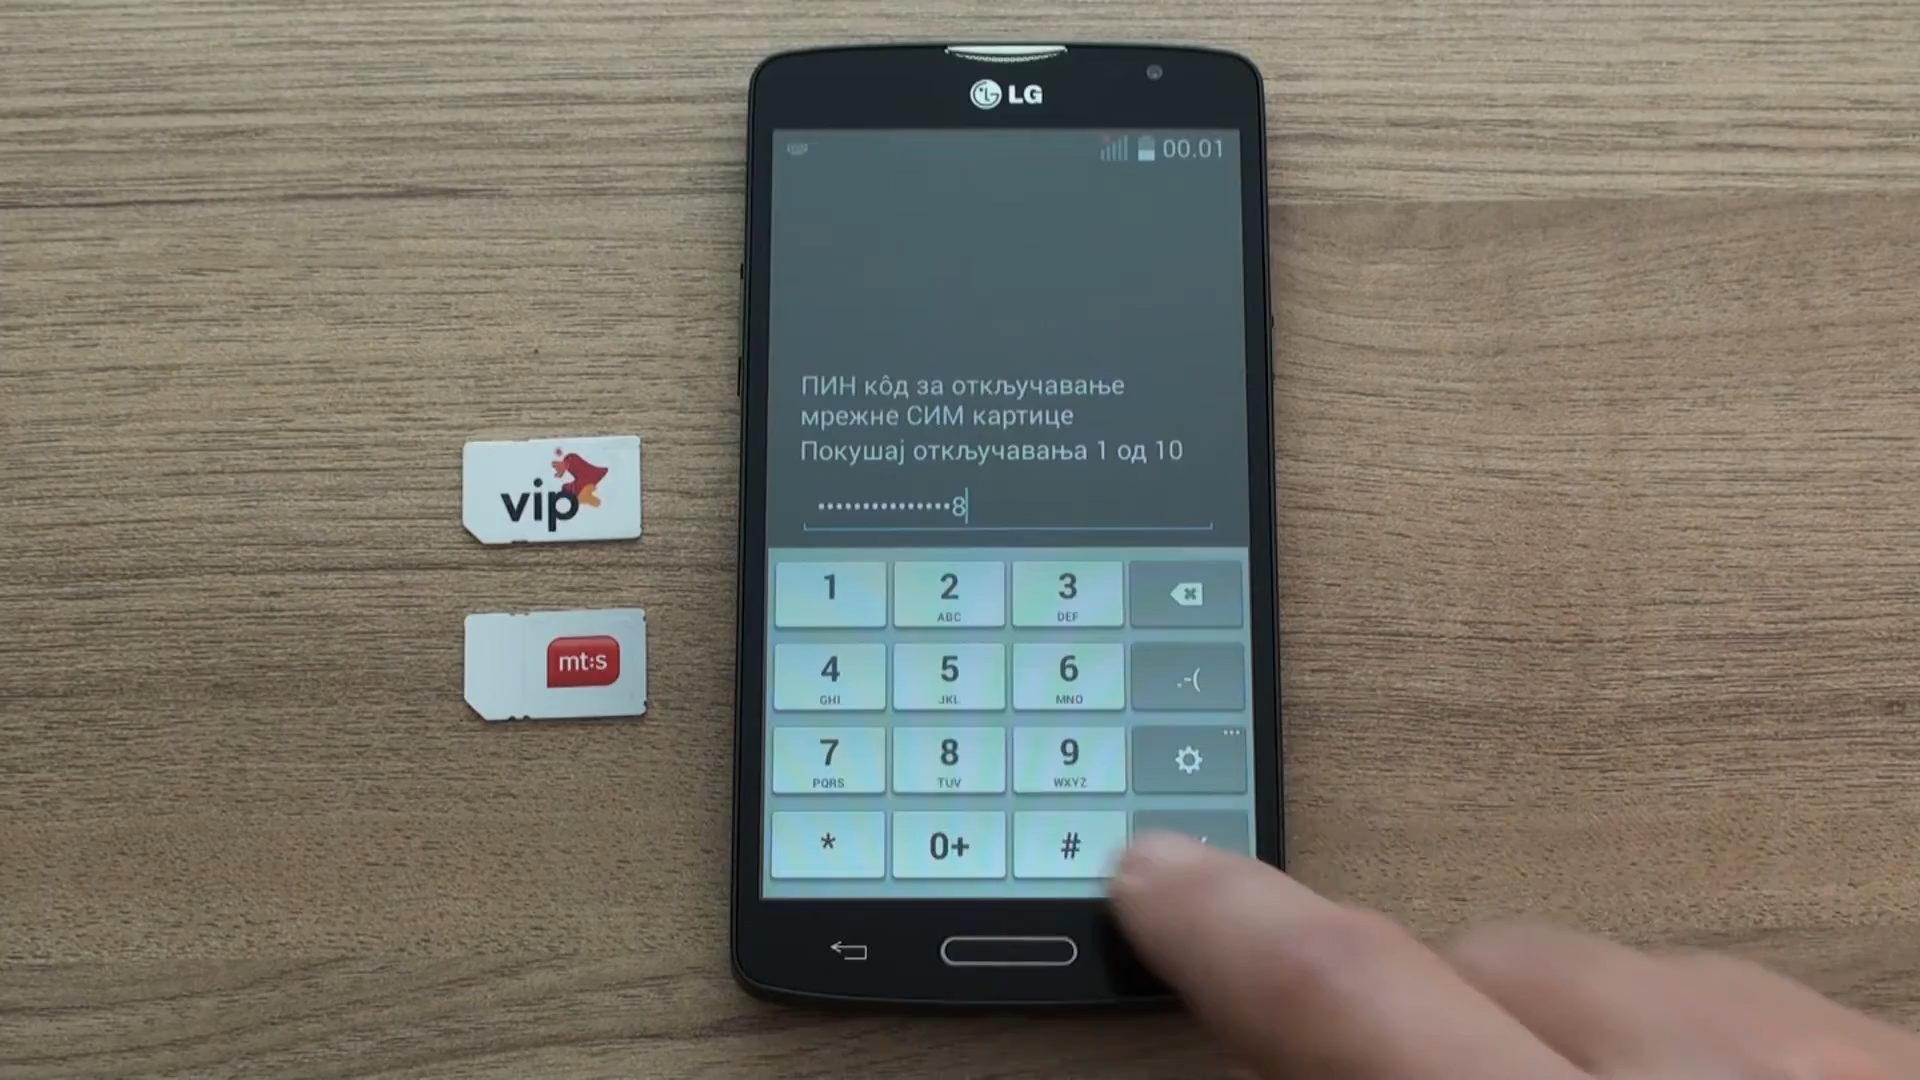 LG
00.01
ПИН кôд за откључавање
мрежне СИМ картице
Покушај откључавања 1 од 10
•••••••••••••••8
vip
mt:s
1
2 ABC
3 DEF
4 GHI
5 JKL
6 MNO
.-(
7 PQRS
8 TUV
9 WXYZ
*
0+
#